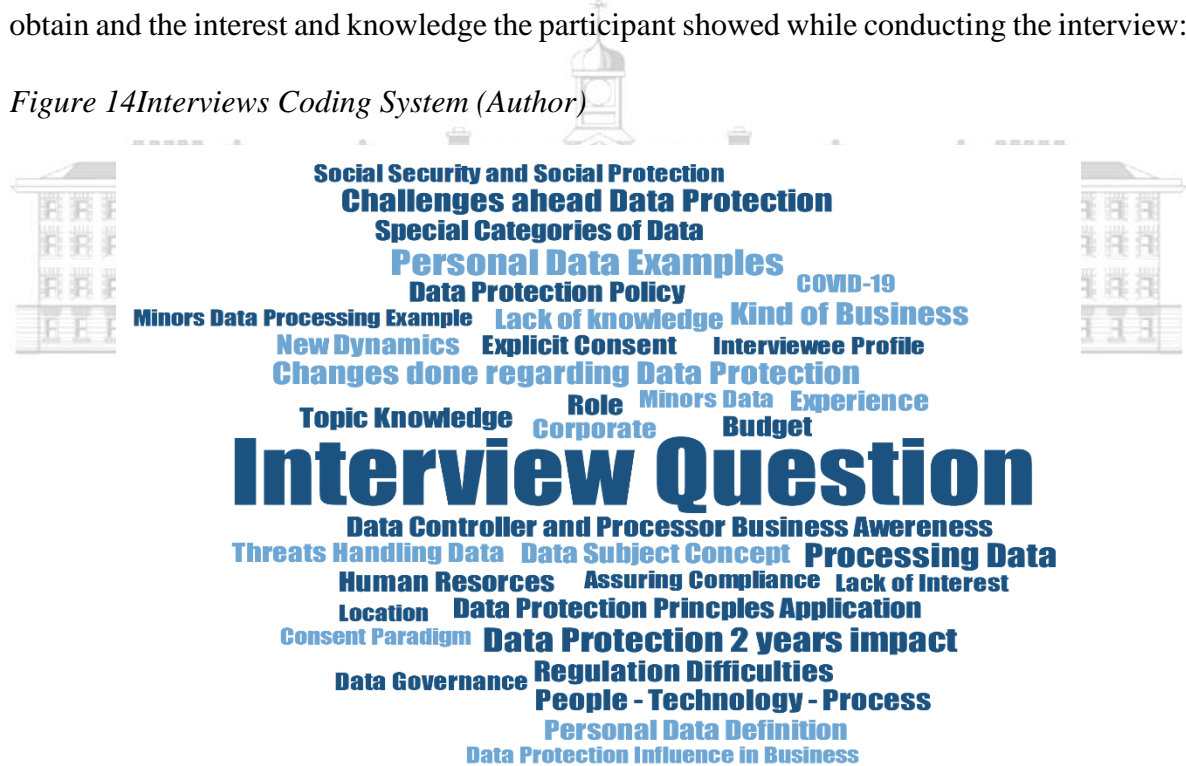 obtain and the interest and knowledge the participant showed while conducting the interview:
Figure 14Interviews Coding System (Author)
Social Security and Social Protection
Challenges ahead Data Protection
Special Categories of Data
Personal Data Examples
COVID-19
Data Protection Policy
Minors Data Processing Example Lack of knowledge Kind of Business
New Dynamics Explicit Consent Interviewee Profile
Changes done regarding Data Protection
Role Minors Data Experience
Topic Knowledge Corporate Budget
Interview Question
Data Controller and Processor Business Awereness
Threats Handling Data Data Subject Concept Processing Data
Human Resorces Assuring Compliance Lack of Interest
Location Data Protection Princples Application
Consent Paradigm Data Protection 2 years impact
Data Governance Regulation Difficulties
People - Technology - Process
Personal Data Definition
Data Protection Influence in Business